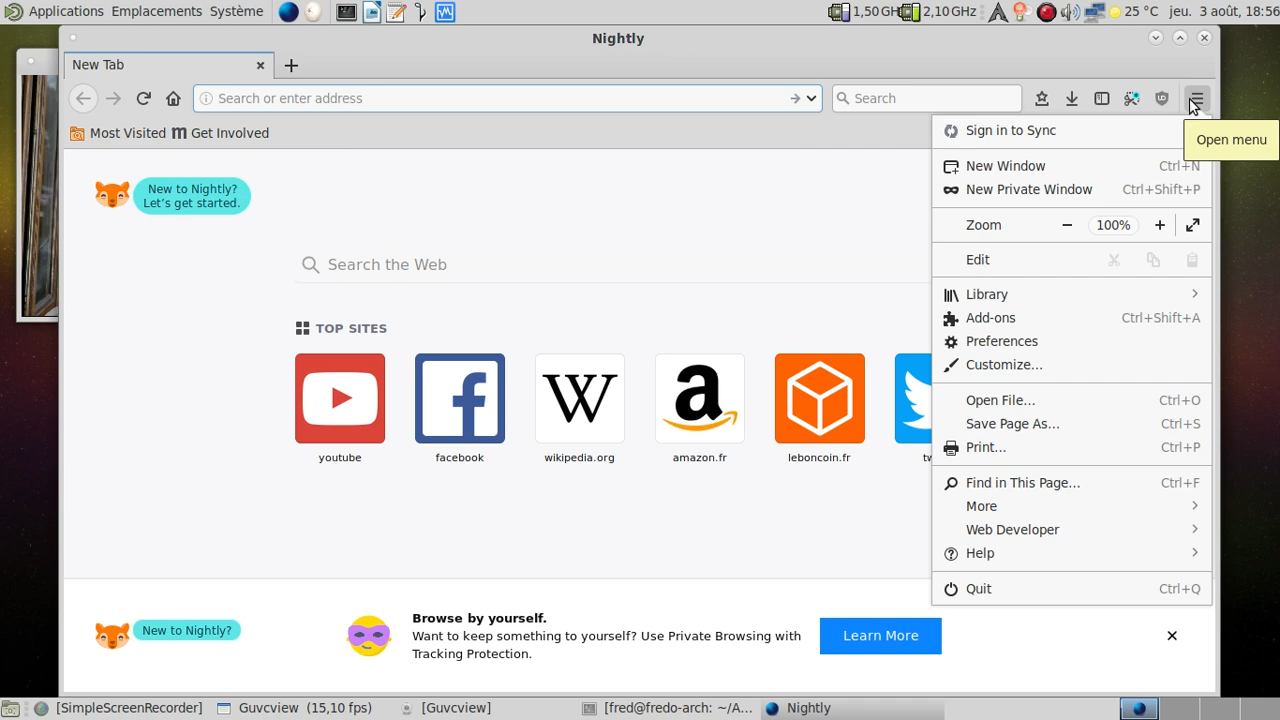 Applications Emplacements Système 1,50 GH 2,10 GHz 25 °C jeu. 3 août, 18:56
Nightly
New Tab
Search or enter address
Search
Open menu
Most Visited m Get Involved
New to Nightly?
Let's get started.
Search the Web
TOP SITES
youtube
facebook
W
wikipedia.org
a
amazon.fr
leboncoin.fr
tw
Sign in to Sync
New Window Ctrl+N
New Private Window Ctrl+Shift+P
Zoom 100%
Edit
Library
Add-ons Ctrl+Shift+A
Preferences
Customize...
Open File... Ctrl+O
Save Page As... Ctrl+S
Print... Ctrl+P
Find in This Page... Ctrl+F
More
Web Developer
Help
Quit Ctrl+Q
New to Nightly?
Browse by yourself.
Want to keep something to yourself? Use Private Browsing with
Tracking Protection.
Learn More
[SimpleScreenRecorder] Guvcview (15,10 fps) [Guvcview] [fred@fredo-arch: ~/A... Nightly